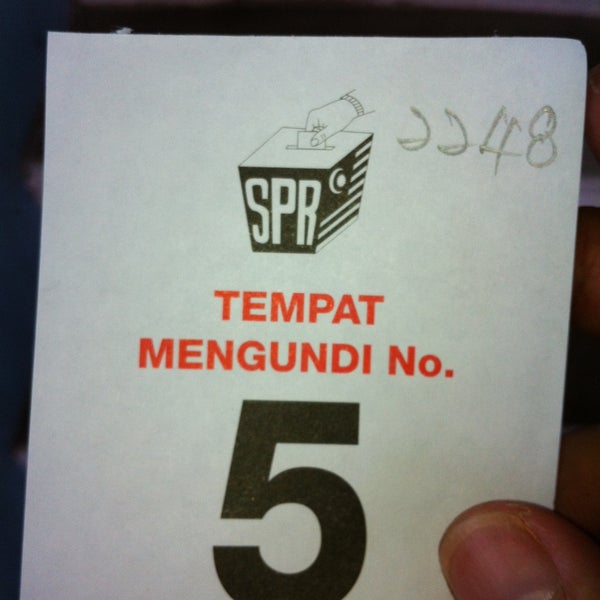 2248
SPR
TEMPAT
MENGUNDI No.
5